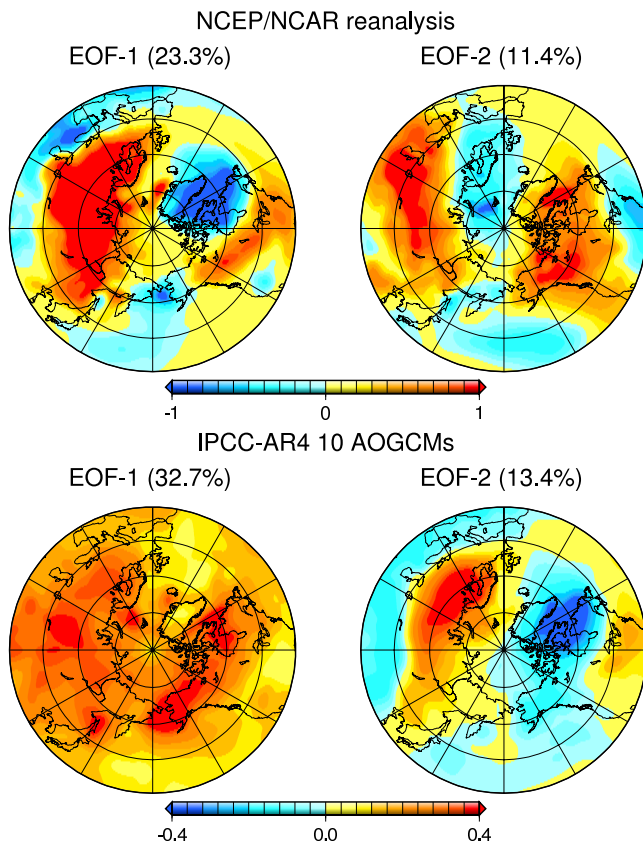 NCEP/NCAR reanalysis
EOF-1 (23.3%) EOF-2 (11.4%)
-1 0 1
IPCC-AR4 10 AOGCMs
EOF-1 (32.7%) EOF-2 (13.4%)
-0.4 0.0 0.4